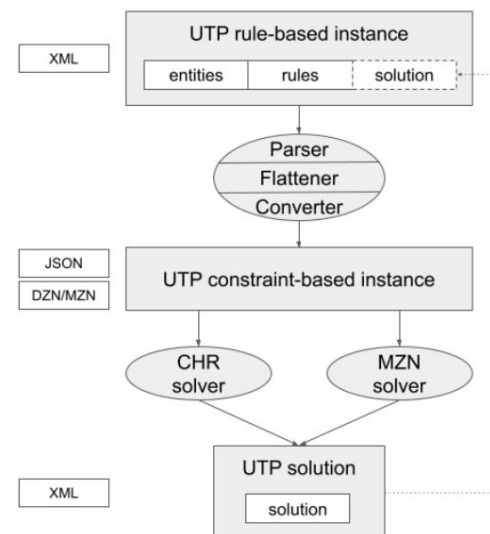 UTP rule-based instance
XML
entities rules solution
Parser
Flattener
Converter
JSON
UTP constraint-based instance
DZN/MZN
CHR
solver
MZN
solver
UTP solution
XML
solution